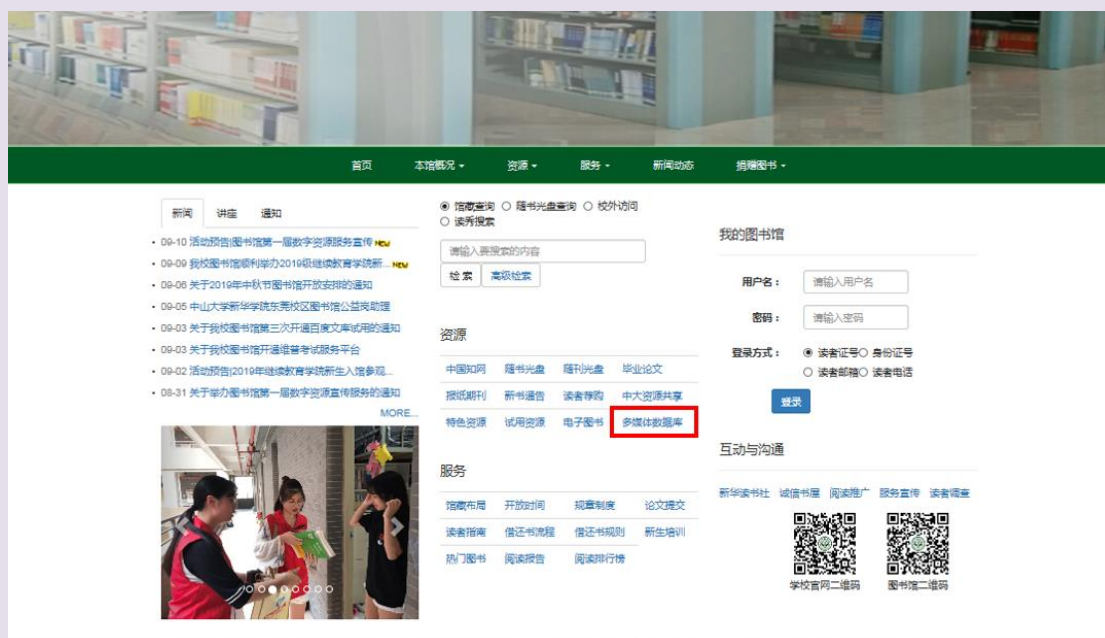 首页 本馆概况 资源 服务 新闻动态 捐赠图书
新闻 讲座 通知
09-10 活动预告|图书馆第一届数字资源服务宣传 NEW
09-09 我校图书馆顺利举办2019级继续教育学院新... NEW
09-06 关于2019年中秋节图书馆开放安排的通知
09-05 中山大学新华学院东莞校区图书馆公益岗助理
09-03 关于我校图书馆第三次开通百度文库试用的通知
09-03 关于我校图书馆开通维普考试服务平台
09-02 活动预告|2019年继续教育学院新生入馆参观...
08-31 关于举办图书馆第一届数字资源宣传服务的通知
MORE...
馆藏查询 随书光盘查询 校外访问
读秀搜索
请输入要搜索的内容
检 索 高级检索
资源
中国知网 随书光盘 随刊光盘 毕业论文
报纸期刊 新书通告 读者荐购 中大资源共享
特色资源 试用资源 电子图书 多媒体数据库
服务
馆藏布局 开放时间 规章制度 论文提交
读者指南 借还书流程 借还书规则 新生培训
热门图书 阅读报告 阅读排行榜
我的图书馆
用户名： 请输入用户名
密码： 请输入密码
登录方式： 读者证号 身份证号
读者邮箱 读者电话
登录
互动与沟通
新华读书社 诚信书屋 阅读推广 服务宣传 读者调查
学校官网二维码 图书馆二维码